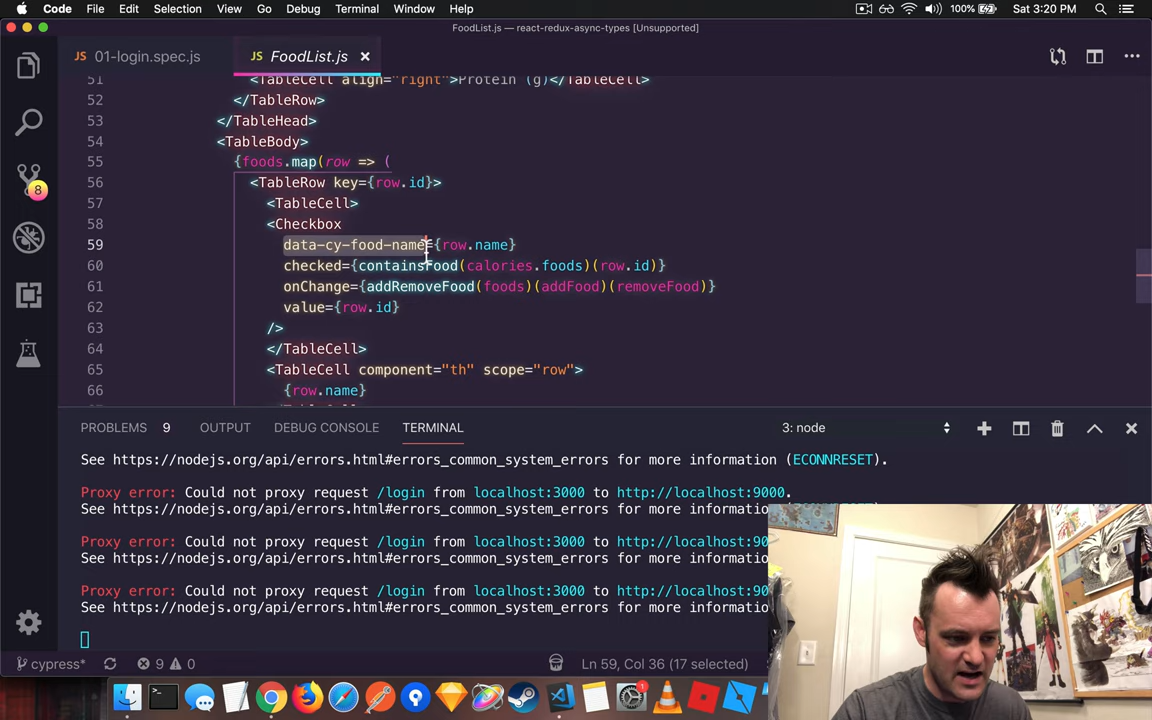 Code File Edit Selection View Go Debug Terminal Window Help 100% Sat 3:20 PM
FoodList.js — react-redux-async-types [Unsupported]
JS 01-login.spec.js JS FoodList.js
51 <TableCell align="right">Protein (g)</TableCell>
52 </TableRow>
53 </TableHead>
54 <TableBody>
55 {foods.map(row => (
56 <TableRow key={row.id}>
57 <TableCell>
58 <Checkbox
59 data-cy-food-name={row.name}
60 checked={containsFood(calories.foods)(row.id)}
61 onChange={addRemoveFood(foods)(addFood)(removeFood)}
62 value={row.id}
63 />
64 </TableCell>
65 <TableCell component="th" scope="row">
66 {row.name}
8
PROBLEMS 9 OUTPUT DEBUG CONSOLE TERMINAL 3: node
See https://nodejs.org/api/errors.html#errors_common_system_errors for more information (ECONNRESET).
Proxy error: Could not proxy request /login from localhost:3000 to http://localhost:9000.
See https://nodejs.org/api/errors.html#errors_common_system_errors for more informatio
Proxy error: Could not proxy request /login from localhost:3000 to http://localhost:90
See https://nodejs.org/api/errors.html#errors_common_system_errors for more informatio
Proxy error: Could not proxy request /login from localhost:3000 to http://localhost:90
See https://nodejs.org/api/errors.html#errors_common_system_errors for more informatio
cypress* 9 0 Ln 59, Col 36 (17 selected)